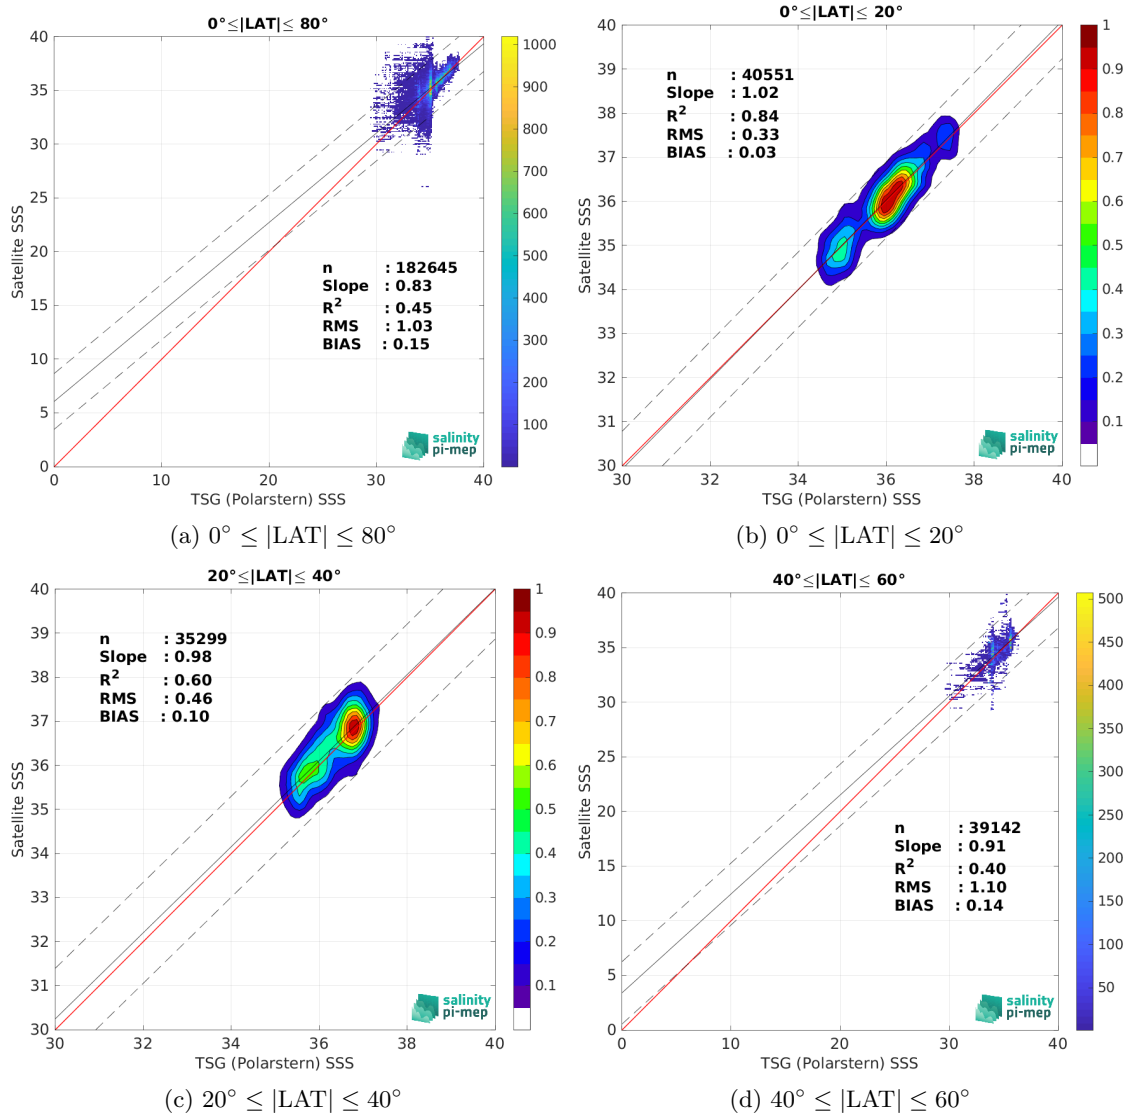 0°≤|LAT|≤ 80°
40
35
30
25
20
15
10
5
0
Satellite SSS
n : 182645
Slope : 0.83
R² : 0.45
RMS : 1.03
BIAS : 0.15
salinity
pi-mep
0 10 20 30 40
TSG (Polarstern) SSS
1000
900
800
700
600
500
400
300
200
100
(a) 0° ≤ |LAT| ≤ 80°
0°≤|LAT|≤ 20°
40
39
38
37
36
35
34
33
32
31
30
Satellite SSS
n : 40551
Slope : 1.02
R² : 0.84
RMS : 0.33
BIAS : 0.03
salinity
pi-mep
30 32 34 36 38 40
TSG (Polarstern) SSS
1
0.9
0.8
0.7
0.6
0.5
0.4
0.3
0.2
0.1
(b) 0° ≤ |LAT| ≤ 20°
20°≤|LAT|≤ 40°
40
39
38
37
36
35
34
33
32
31
30
Satellite SSS
n : 35299
Slope : 0.98
R² : 0.60
RMS : 0.46
BIAS : 0.10
salinity
pi-mep
30 32 34 36 38 40
TSG (Polarstern) SSS
1
0.9
0.8
0.7
0.6
0.5
0.4
0.3
0.2
0.1
(c) 20° ≤ |LAT| ≤ 40°
40°≤|LAT|≤ 60°
40
35
30
25
20
15
10
5
0
Satellite SSS
n : 39142
Slope : 0.91
R² : 0.40
RMS : 1.10
BIAS : 0.14
salinity
pi-mep
0 10 20 30 40
TSG (Polarstern) SSS
500
450
400
350
300
250
200
150
100
50
(d) 40° ≤ |LAT| ≤ 60°